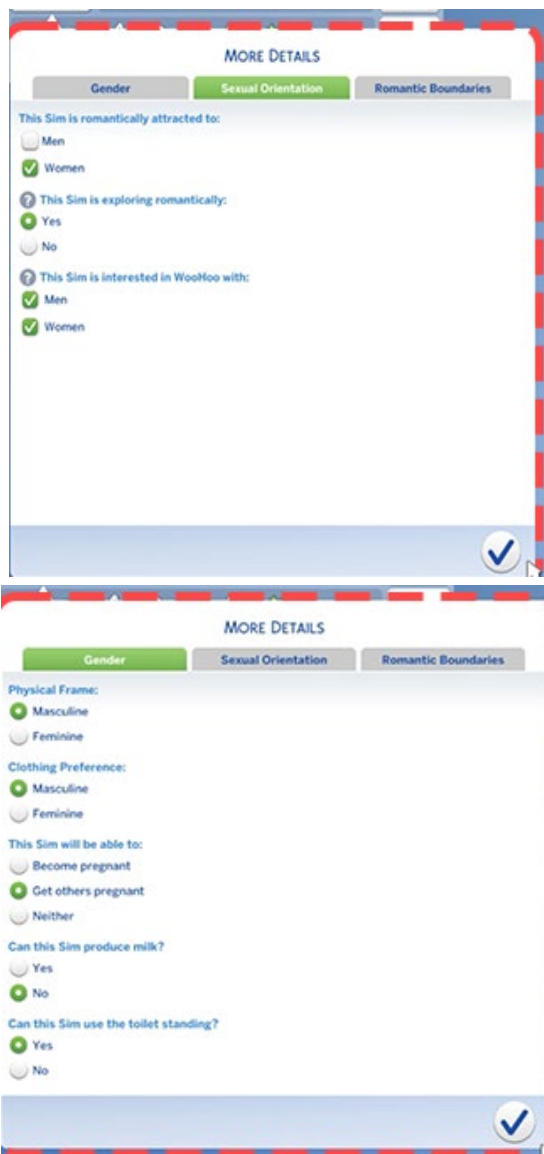 MORE DETAILS
Gender Sexual Orientation Romantic Boundaries
This Sim is romantically attracted to:
Men
Women
? This Sim is exploring romantically:
Yes
No
? This Sim is interested in WooHoo with:
Men
Women
MORE DETAILS
Gender Sexual Orientation Romantic Boundaries
Physical Frame:
Masculine
Feminine
Clothing Preference:
Masculine
Feminine
This Sim will be able to:
Become pregnant
Get others pregnant
Neither
Can this Sim produce milk?
Yes
No
Can this Sim use the toilet standing?
Yes
No